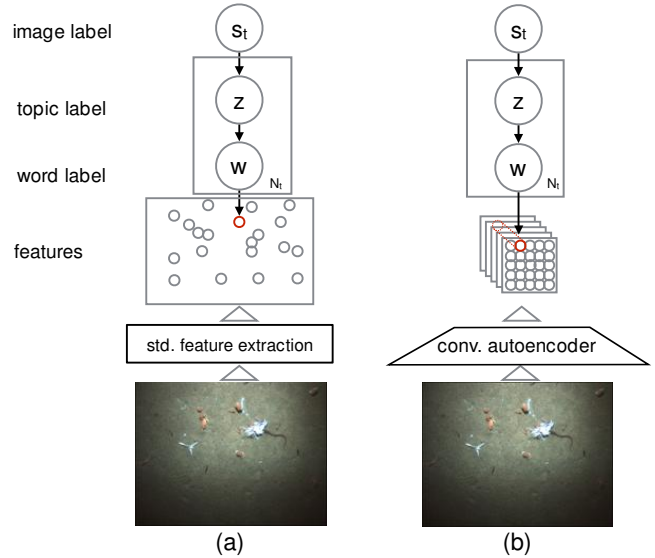 image label
sₜ
sₜ
topic label
z
z
word label
w
Nₜ
w
Nₜ
features
std. feature extraction
conv. autoencoder
(a)
(b)